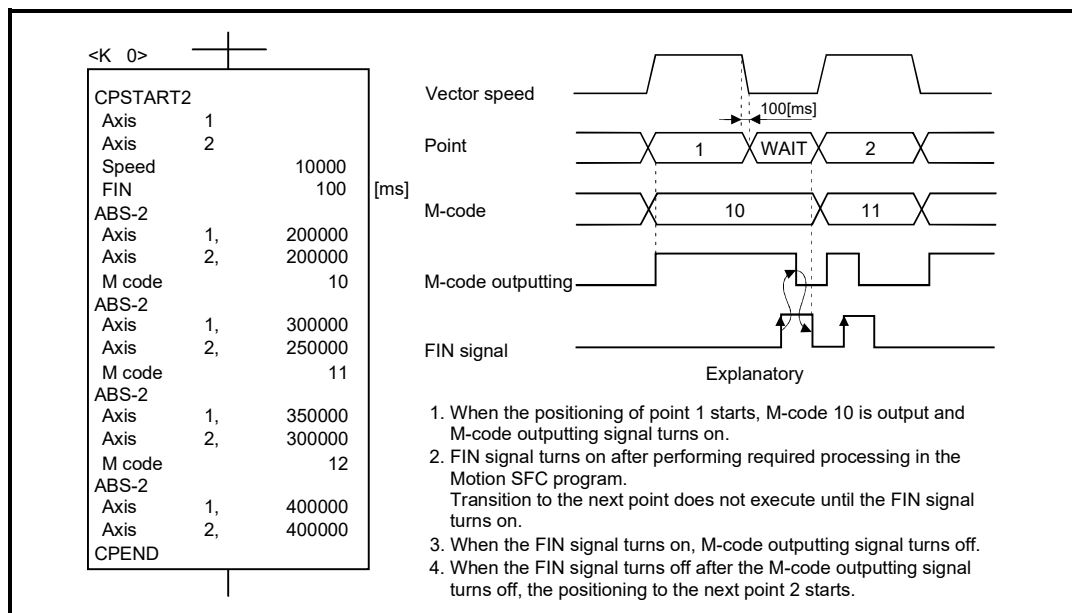 <K 0>
CPSTART2
Axis 1
Axis 2
Speed 10000
FIN 100 [ms]
ABS-2
Axis 1, 200000
Axis 2, 200000
M code 10
ABS-2
Axis 1, 300000
Axis 2, 250000
M code 11
ABS-2
Axis 1, 350000
Axis 2, 300000
M code 12
ABS-2
Axis 1, 400000
Axis 2, 400000
CPEND
Vector speed
100[ms]
Point
1 WAIT 2
M-code
10 11
M-code outputting
FIN signal
Explanatory
1. When the positioning of point 1 starts, M-code 10 is output and
M-code outputting signal turns on.
2. FIN signal turns on after performing required processing in the
Motion SFC program.
Transition to the next point does not execute until the FIN signal
turns on.
3. When the FIN signal turns on, M-code outputting signal turns off.
4. When the FIN signal turns off after the M-code outputting signal
turns off, the positioning to the next point 2 starts.